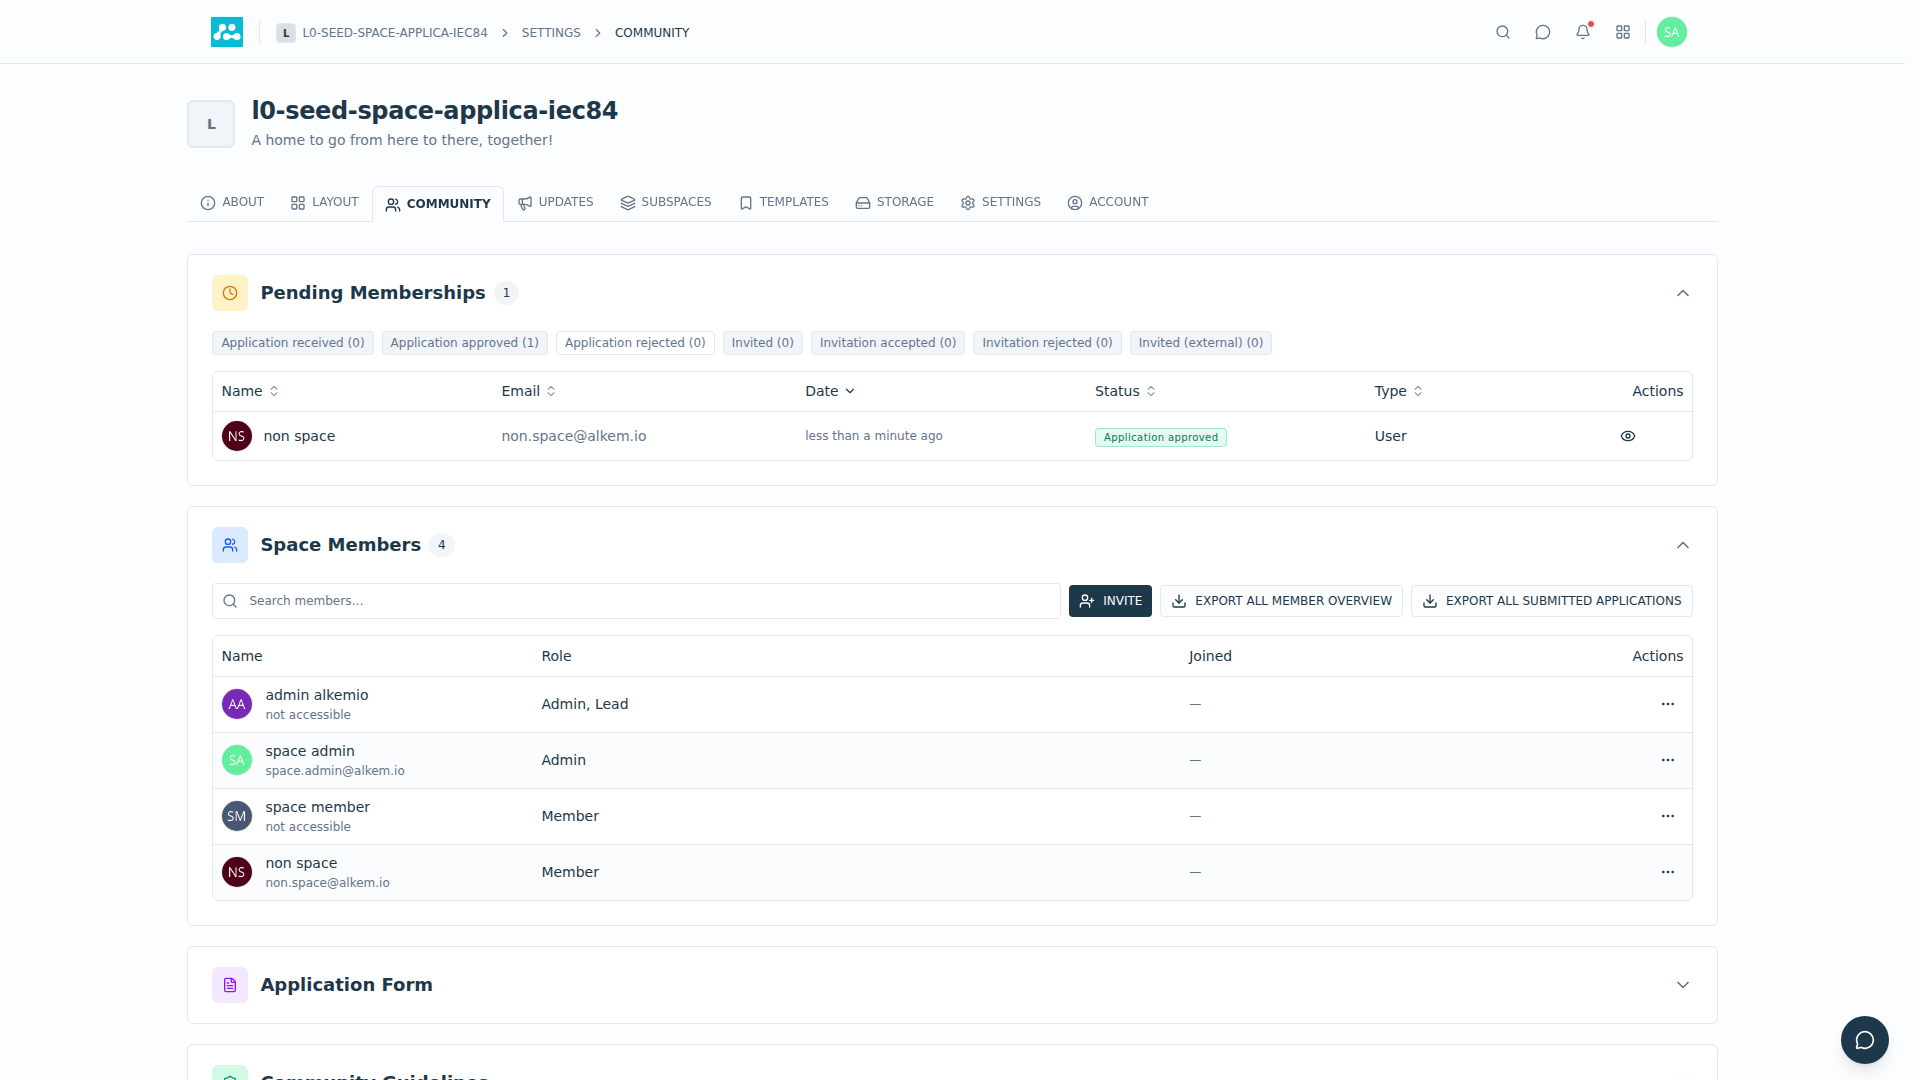 L L0-SEED-SPACE-APPLICA-IEC84 SETTINGS COMMUNITY SA
L
l0-seed-space-applica-iec84
A home to go from here to there, together!
ABOUT LAYOUT COMMUNITY UPDATES SUBSPACES TEMPLATES STORAGE SETTINGS ACCOUNT
Pending Memberships 1
Application received (0) Application approved (1) Application rejected (0) Invited (0) Invitation accepted (0) Invitation rejected (0) Invited (external) (0)
Name Email Date Status Type Actions
NS non space non.space@alkem.io less than a minute ago Application approved User
Space Members 4
Search members... INVITE EXPORT ALL MEMBER OVERVIEW EXPORT ALL SUBMITTED APPLICATIONS
Name Role Joined Actions
AA admin alkemio Admin, Lead —
not accessible
SA space admin Admin —
space.admin@alkem.io
SM space member Member —
not accessible
NS non space Member —
non.space@alkem.io
Application Form
Community Guidelines